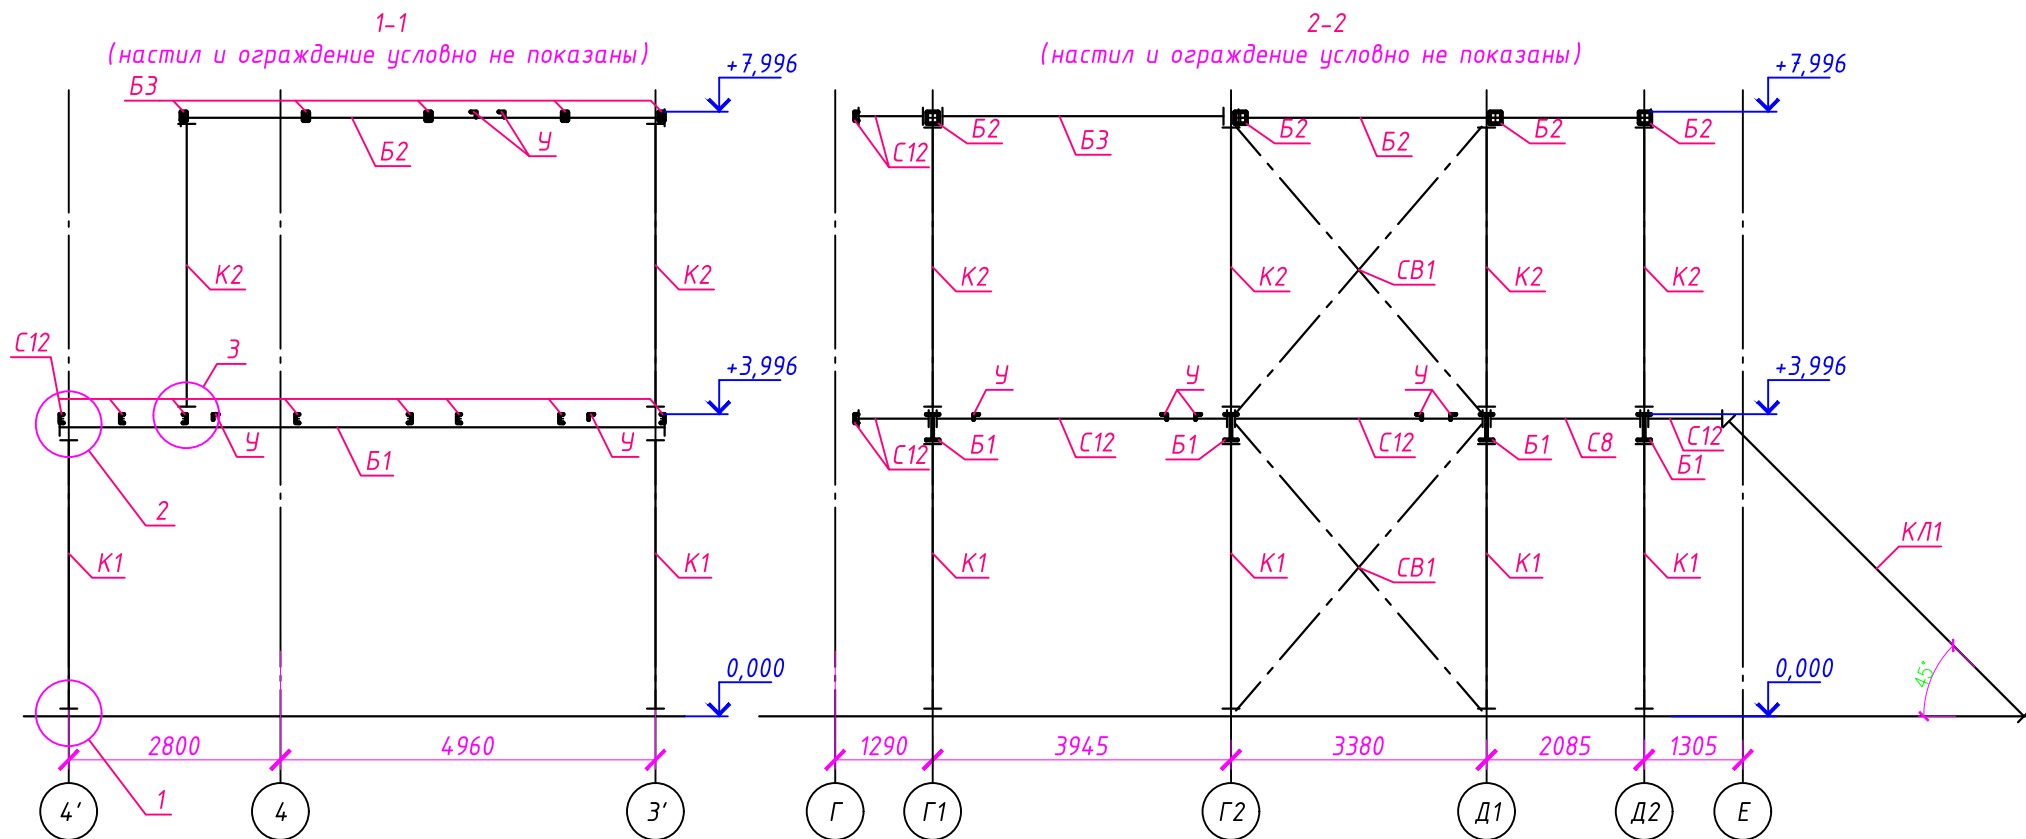 1-1
(настил и ограждение условно не показаны)
+7,996
Б3
Б2
У
К2
К2
С12
3
+3,996
У
Б1
У
2
К1
К1
0,000
2800
4960
1
4'
4
3'
2-2
(настил и ограждение условно не показаны)
+7,996
С12
Б2
Б3
Б2
Б2
Б2
Б2
К2
К2
СВ1
К2
К2
+3,996
У
У
У
С12
Б1
С12
Б1
С12
Б1
С8
Б1
С12
К1
К1
СВ1
К1
К1
КЛ1
45°
0,000
1290
3945
3380
2085
1305
Г
Г1
Г2
Д1
Д2
Е